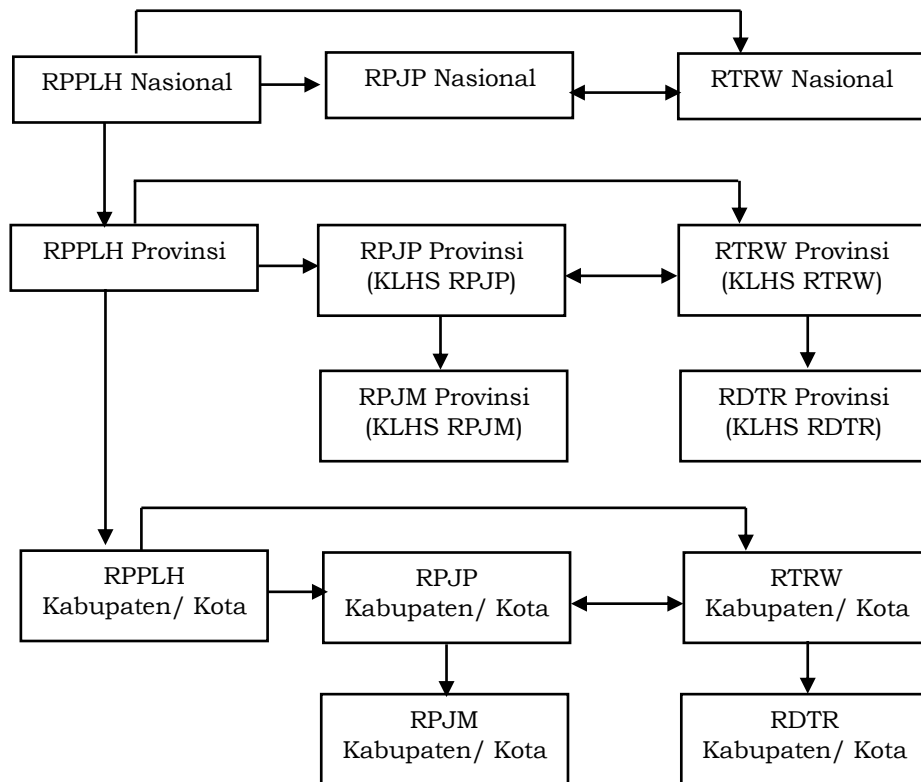 RPPLH Nasional
RPJP Nasional
RTRW Nasional
RPPLH Provinsi
RPJP Provinsi
(KLHS RPJP)
RTRW Provinsi
(KLHS RTRW)
RPJM Provinsi
(KLHS RPJM)
RDTR Provinsi
(KLHS RDTR)
RPPLH
Kabupaten/ Kota
RPJP
Kabupaten/ Kota
RTRW
Kabupaten/ Kota
RPJM
Kabupaten/ Kota
RDTR
Kabupaten/ Kota